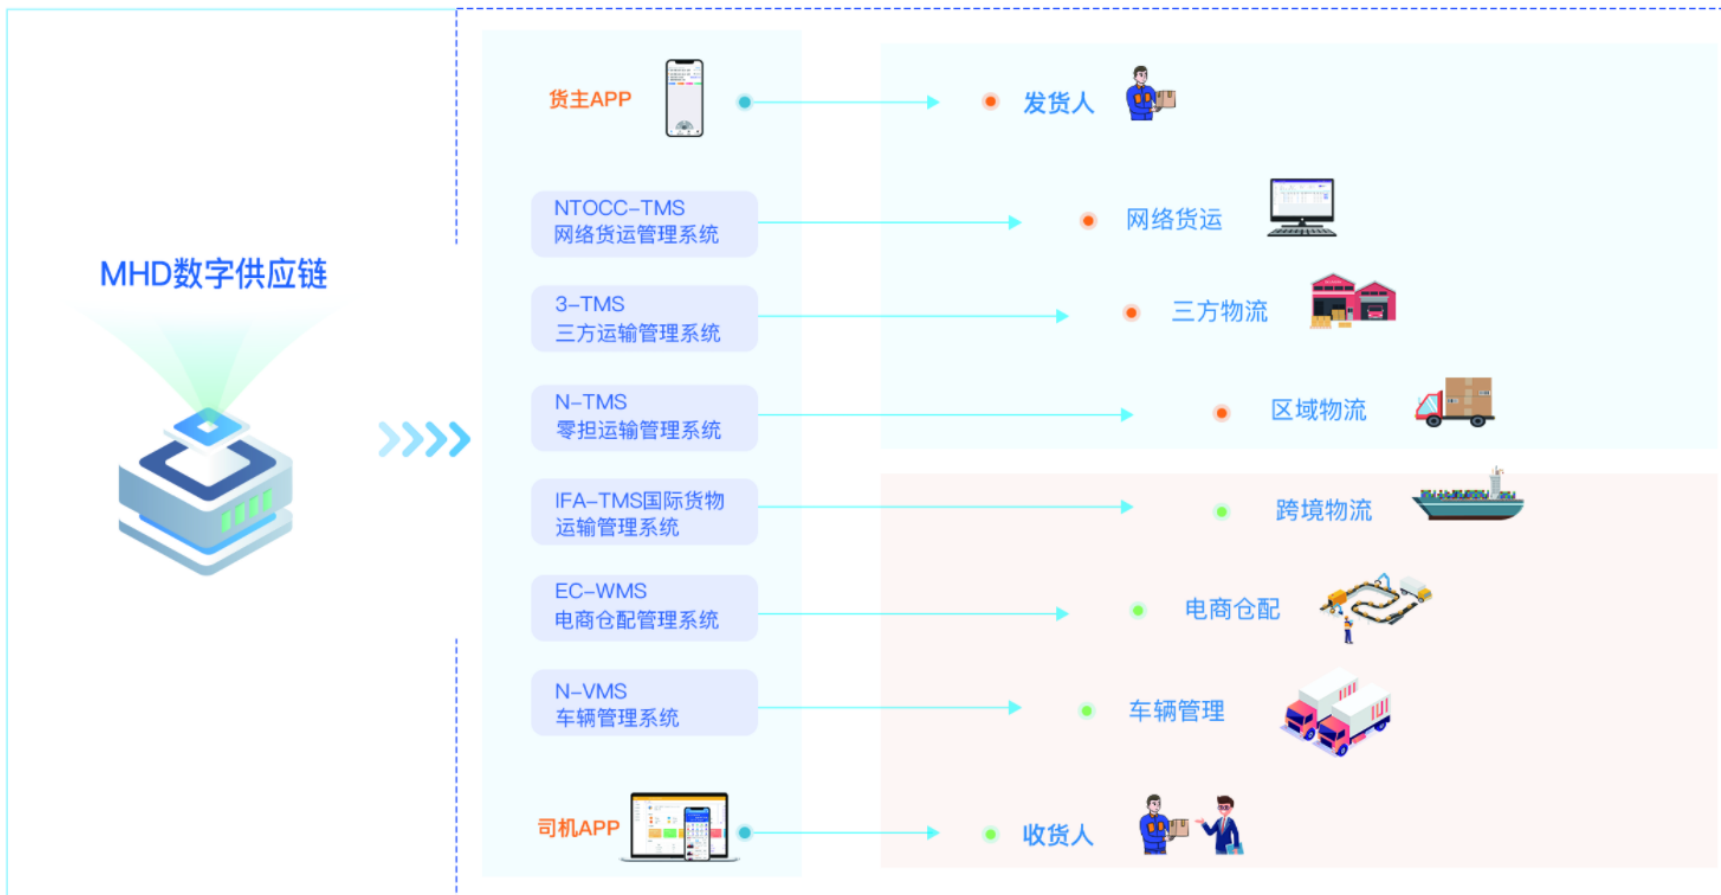 MHD数字供应链
货主APP
发货人
NTOCC-TMS
网络货运管理系统
网络货运
3-TMS
三方运输管理系统
三方物流
N-TMS
零担运输管理系统
区域物流
IFA-TMS国际货物
运输管理系统
跨境物流
EC-WMS
电商仓配管理系统
电商仓配
N-VMS
车辆管理系统
车辆管理
司机APP
收货人